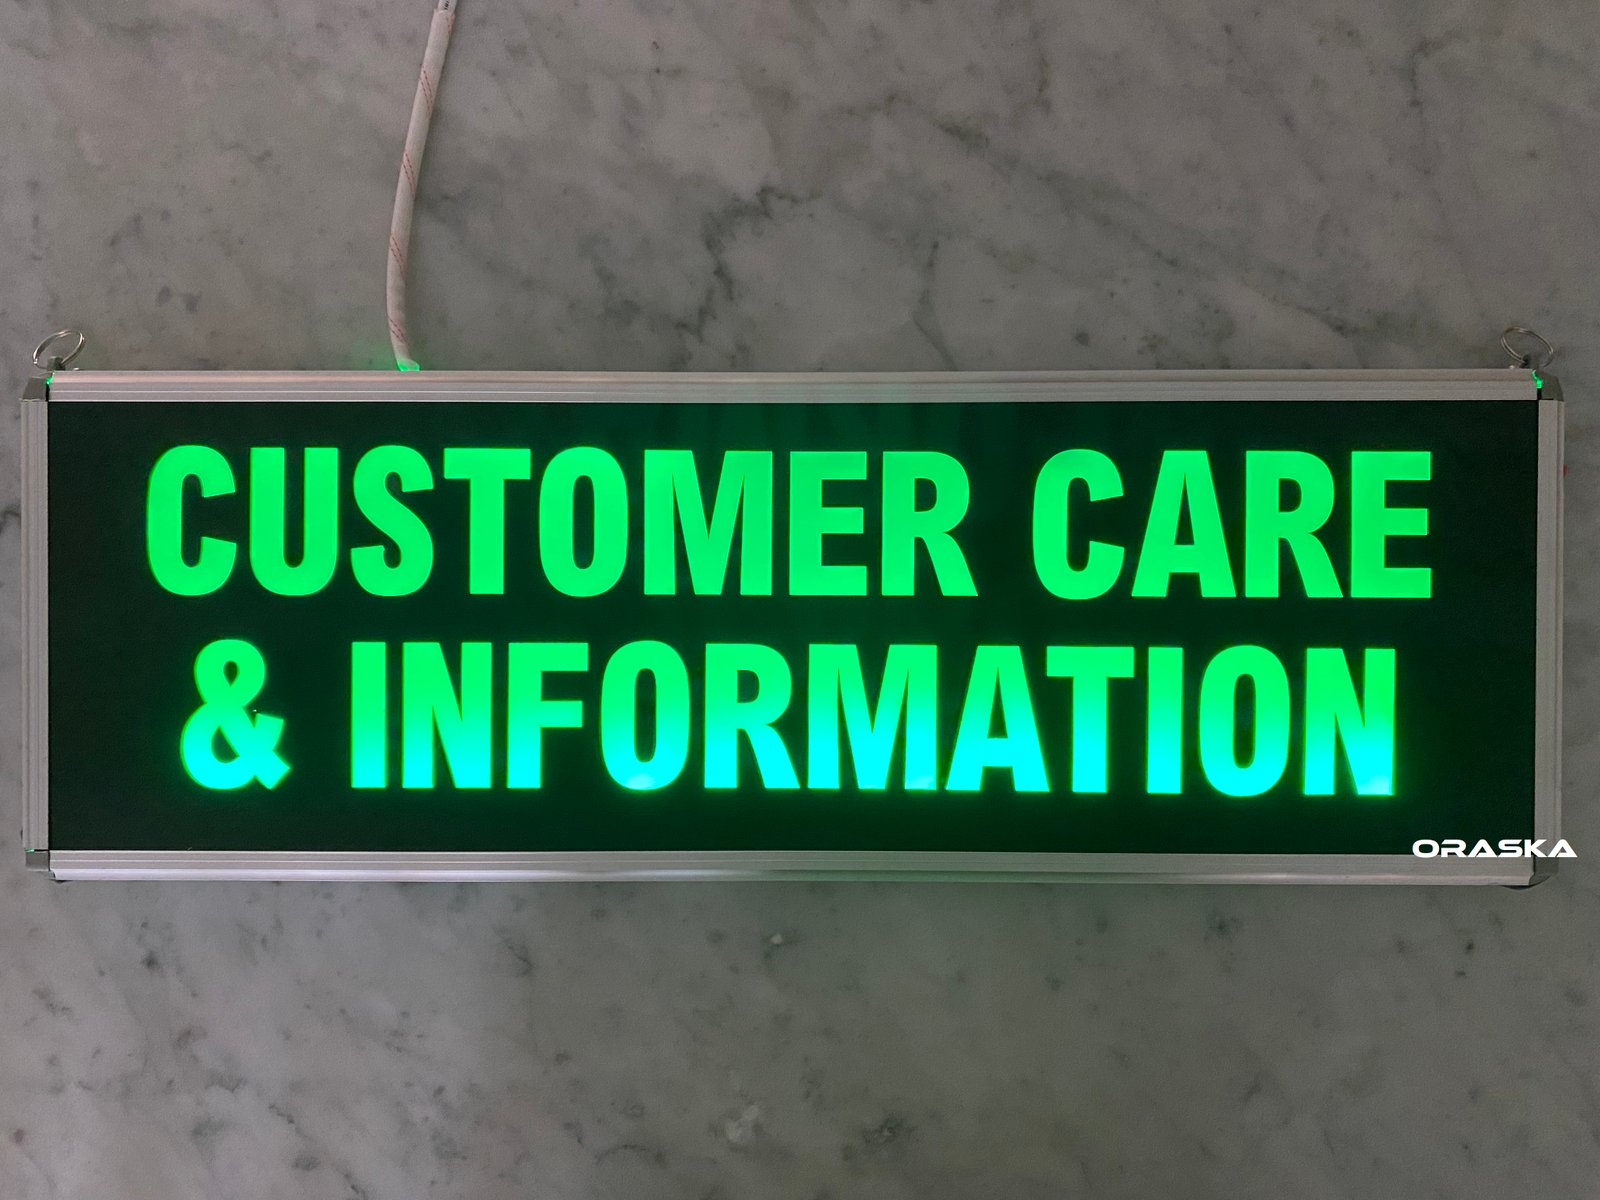 CUSTOMER CARE
& INFORMATION
ORASKA